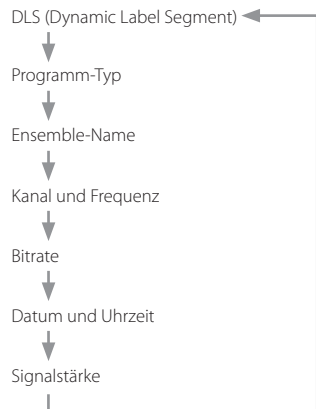 DLS (Dynamic Label Segment)
Programm-Typ
Ensemble-Name
Kanal und Frequenz
Bitrate
Datum und Uhrzeit
Signalstärke